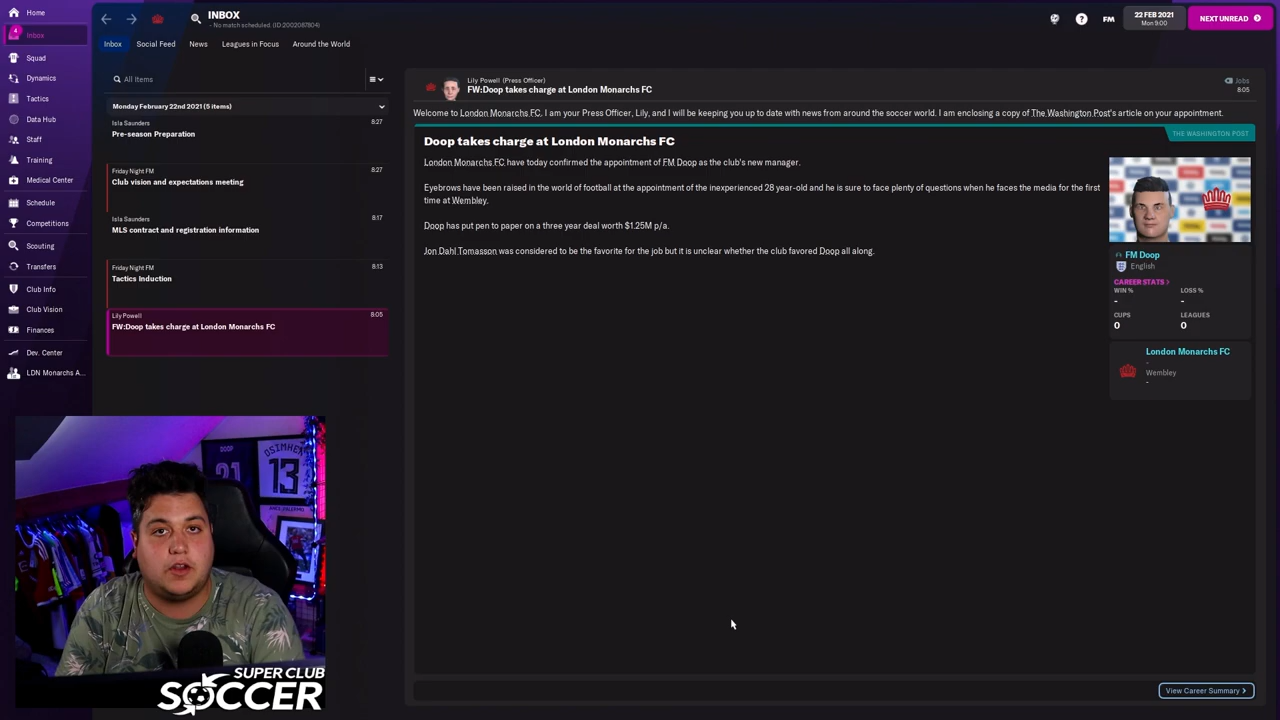 Home
4
Inbox
Squad
Dynamics
Tactics
Data Hub
Staff
Training
Medical Center
Schedule
Competitions
Scouting
Transfers
Club Info
Club Vision
Finances
Dev. Center
LDN Monarchs A...
INBOX
- No match scheduled. (ID:2002087804)
FM
22 FEB 2021
Mon 9:00
NEXT UNREAD
Inbox Social Feed News Leagues in Focus Around the World
All Items
Monday February 22nd 2021 (5 items)
Isla Saunders 8:27
Pre-season Preparation
Friday Night FM 8:27
Club vision and expectations meeting
Isla Saunders 8:17
MLS contract and registration information
Friday Night FM 8:13
Tactics Induction
Lily Powell 8:05
FW:Doop takes charge at London Monarchs FC
Lily Powell (Press Officer)
FW:Doop takes charge at London Monarchs FC
Jobs
8:05
Welcome to London Monarchs FC. I am your Press Officer, Lily, and I will be keeping you up to date with news from around the soccer world. I am enclosing a copy of The Washington Post's article on your appointment.
THE WASHINGTON POST
Doop takes charge at London Monarchs FC
London Monarchs FC have today confirmed the appointment of FM Doop as the club's new manager.
Eyebrows have been raised in the world of football at the appointment of the inexperienced 28 year-old and he is sure to face plenty of questions when he faces the media for the first
time at Wembley.
Doop has put pen to paper on a three year deal worth $1.25M p/a.
Jon Dahl Tomasson was considered to be the favorite for the job but it is unclear whether the club favored Doop all along.
FM Doop
English
CAREER STATS >
WIN % LOSS %
- -
CUPS LEAGUES
0 0
London Monarchs FC
-
Wembley
-
DOOP
21
OSIMHEN
13
SUPER CLUB
SOCCER
View Career Summary >